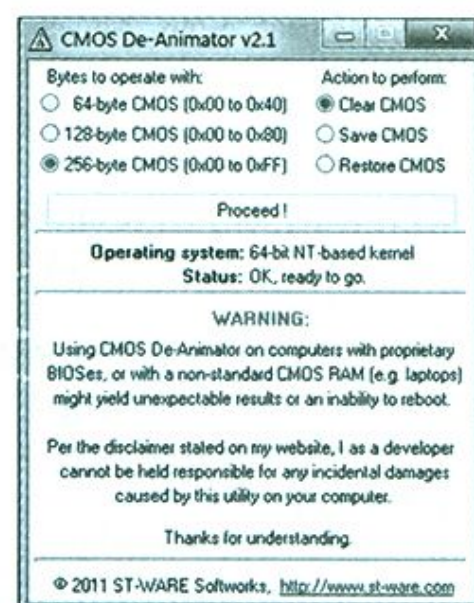 CMOS De-Animator v2.1
Bytes to operate with:
Action to perform:
64-byte CMOS (0x00 to 0x40)
Clear CMOS
128-byte CMOS (0x00 to 0x80)
Save CMOS
256-byte CMOS (0x00 to 0xFF)
Restore CMOS
Proceed !
Operating system: 64-bit NT-based kernel
Status: OK, ready to go.
WARNING:
Using CMOS De-Animator on computers with proprietary
BIOSes, or with a non-standard CMOS RAM (e.g. laptops)
might yield unexpectable results or an inability to reboot.
Per the disclaimer stated on my website, I as a developer
cannot be held responsible for any incidental damages
caused by this utility on your computer.
Thanks for understanding.
© 2011 ST-WARE Softworks, http://www.st-ware.com